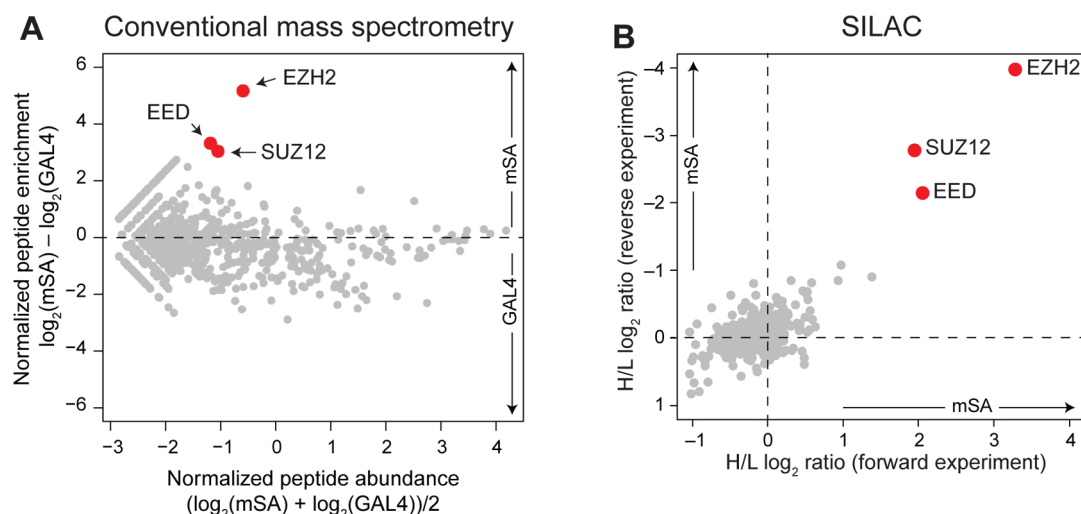 A Conventional mass spectrometry
Normalized peptide enrichment
log2(mSA) – log2(GAL4)
6
4
2
0
−2
−4
−6
EZH2
EED
SUZ12
mSA
GAL4
−3 −2 −1 0 1 2 3 4
Normalized peptide abundance
(log2(mSA) + log2(GAL4))/2
B SILAC
H/L log2 ratio (reverse experiment)
−4
−3
−2
−1
0
1
mSA
EZH2
SUZ12
EED
mSA
−1 0 1 2 3 4
H/L log2 ratio (forward experiment)